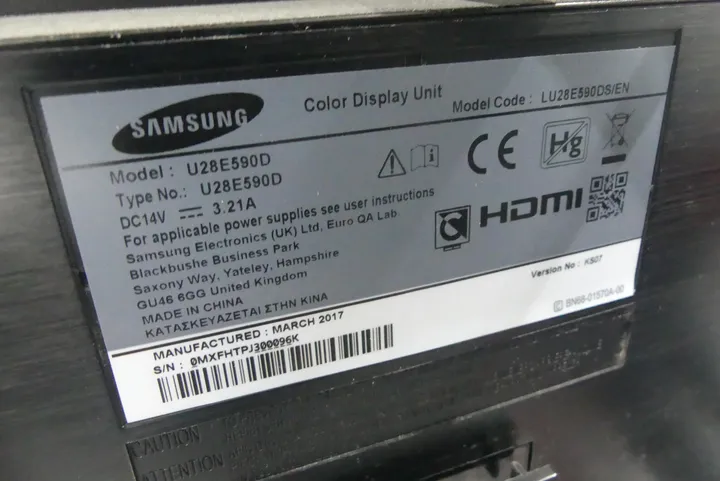 SAMSUNG
Color Display Unit
Model Code : LU28E590DS/EN
Model : U28E590D
Type No.: U28E590D
DC14V ⎓ 3.21A
For applicable power supplies see user instructions
Samsung Electronics (UK) Ltd, Euro QA Lab
Blackbushe Business Park
Saxony Way, Yateley, Hampshire
GU46 6GG United Kingdom
MADE IN CHINA
ΚΑΤΑΣΚΕΥΑΖΕΤΑΙ ΣΤΗΝ ΚΙΝΑ
CE
Hg
HDMI
Version No : KS07
© BN68-01570A-00
MANUFACTURED : MARCH 2017
S/N : 0MXFHTPJ300096K
CAUTION
ATTENTION